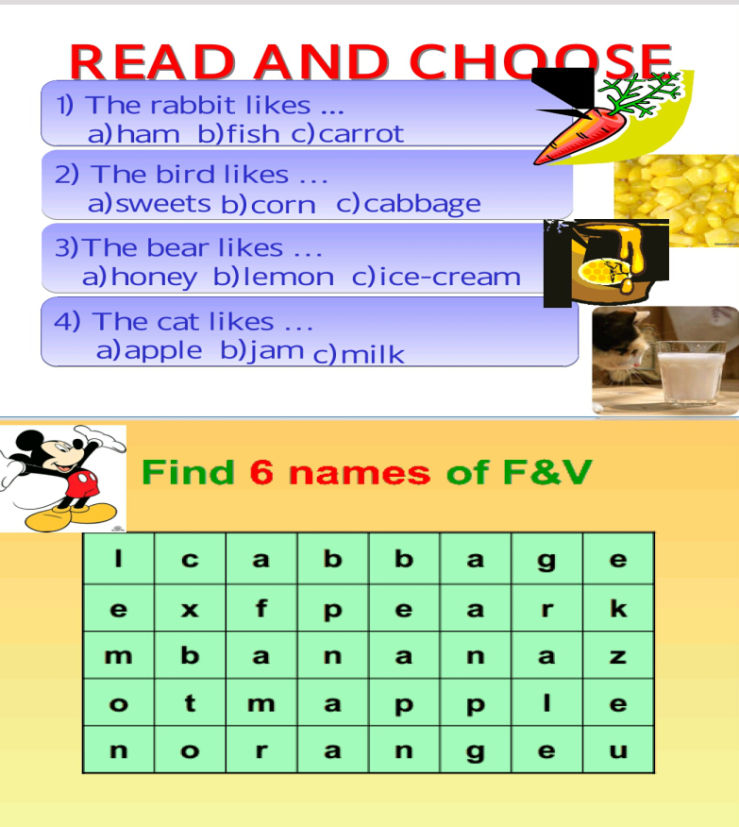 READ AND CHOOSE
1) The rabbit likes ...
a)ham b)fish c)carrot
2) The bird likes ...
a)sweets b)corn c)cabbage
3)The bear likes ...
a)honey b)lemon c)ice-cream
4) The cat likes ...
a)apple b)jam c)milk
Find 6 names of F&V
l c a b b a g e
e x f p e a r k
m b a n a n a z
o t m a p p l e
n o r a n g e u